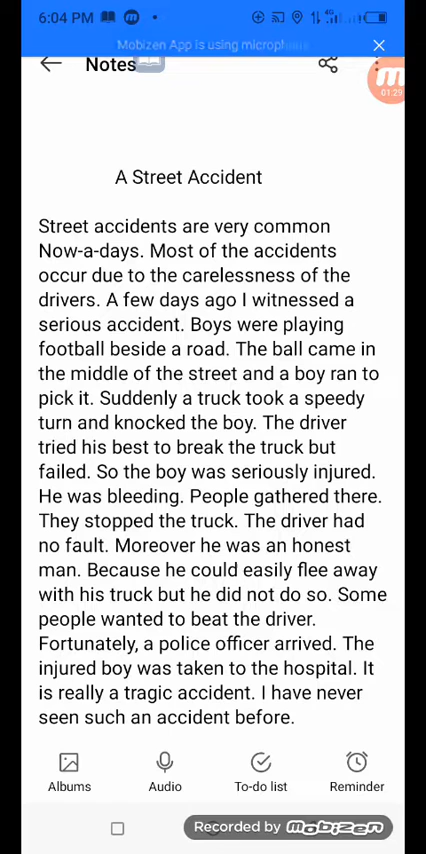 6:04 PM
Mobizen App is using microph
Notes
01:29
A Street Accident
Street accidents are very common
Now-a-days. Most of the accidents
occur due to the carelessness of the
drivers. A few days ago I witnessed a
serious accident. Boys were playing
football beside a road. The ball came in
the middle of the street and a boy ran to
pick it. Suddenly a truck took a speedy
turn and knocked the boy. The driver
tried his best to break the truck but
failed. So the boy was seriously injured.
He was bleeding. People gathered there.
They stopped the truck. The driver had
no fault. Moreover he was an honest
man. Because he could easily flee away
with his truck but he did not do so. Some
people wanted to beat the driver.
Fortunately, a police officer arrived. The
injured boy was taken to the hospital. It
is really a tragic accident. I have never
seen such an accident before.
Albums Audio To-do list Reminder
Recorded by mobizen